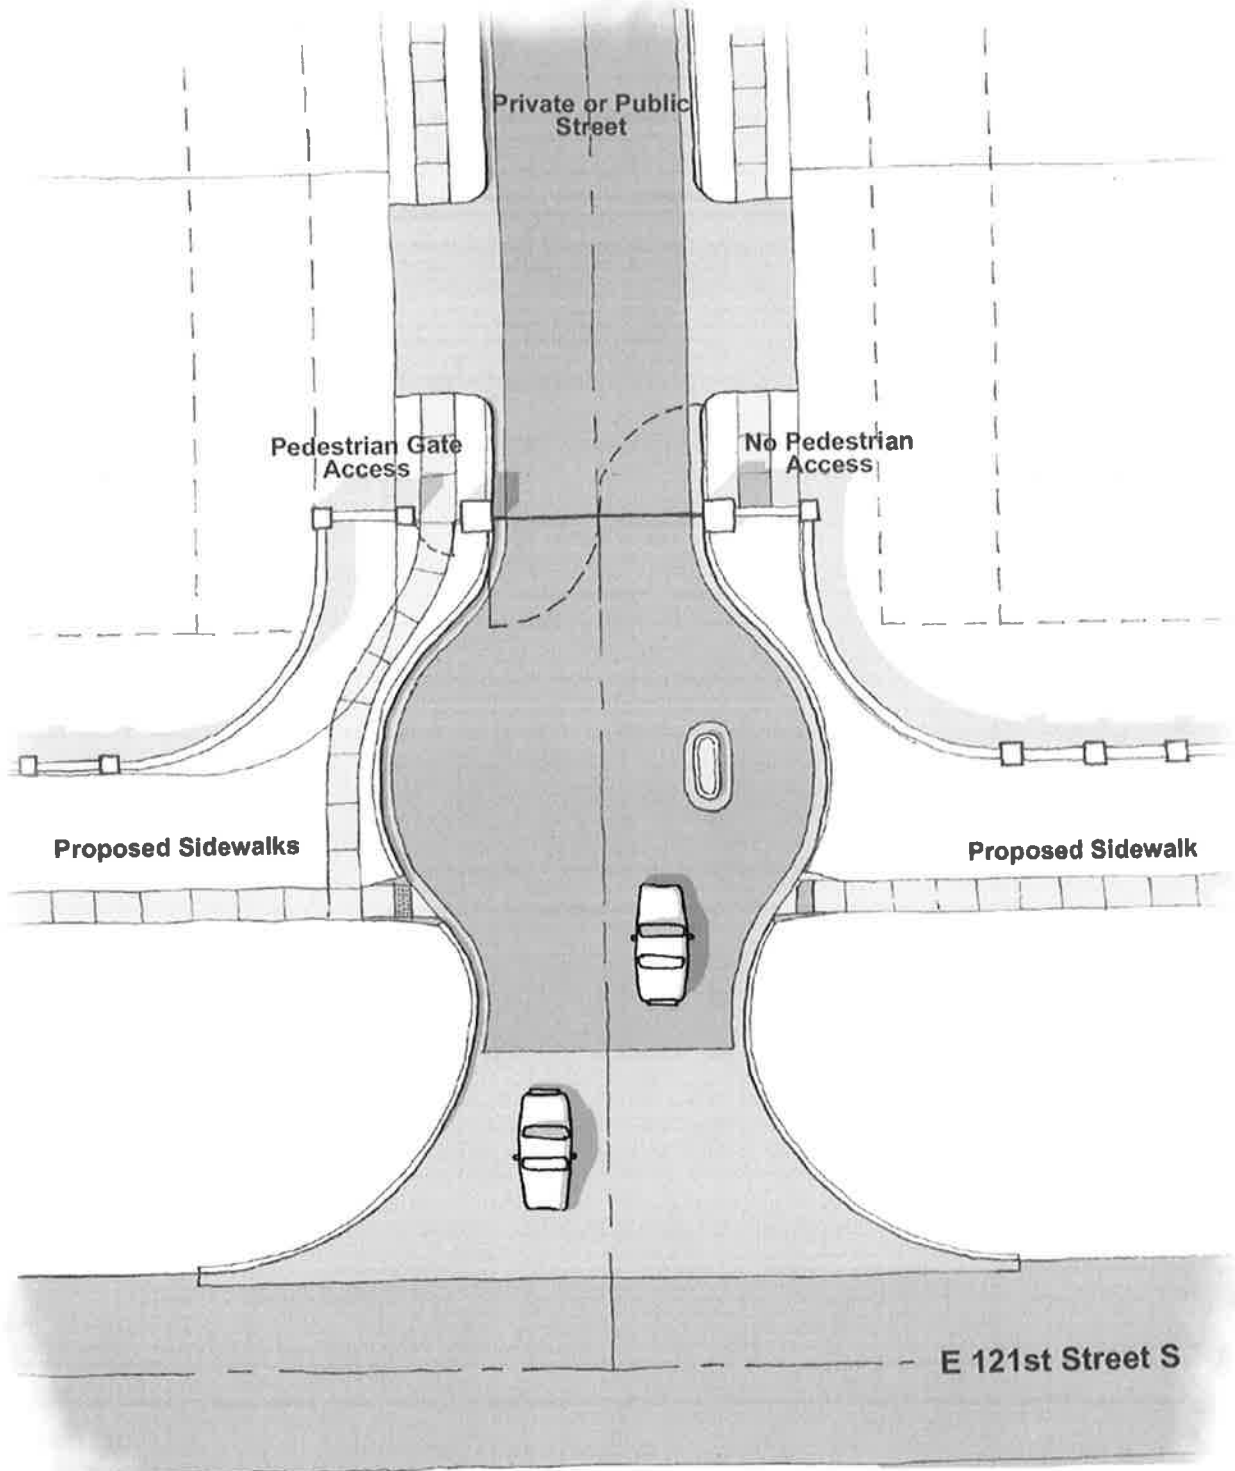 Private or Public
Street
Pedestrian Gate
Access
No Pedestrian
Access
Proposed Sidewalks
Proposed Sidewalk
E 121st Street S